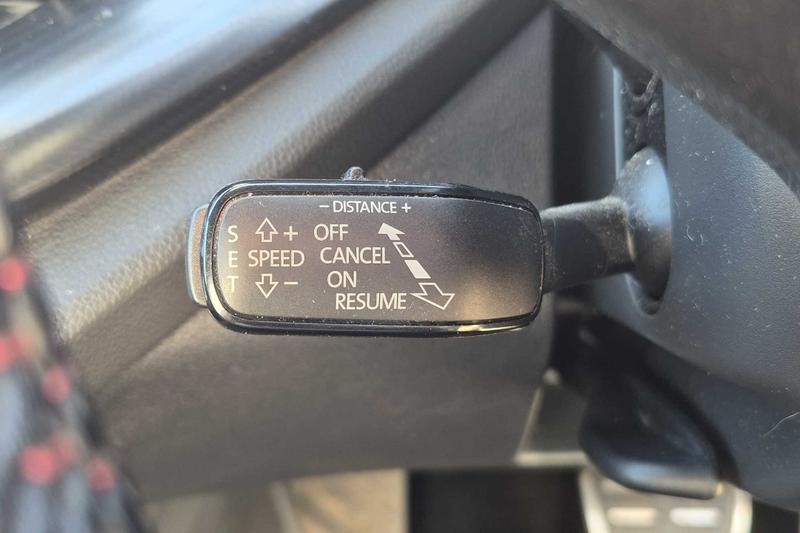 - DISTANCE +
S + OFF
E SPEED CANCEL
T - ON
RESUME